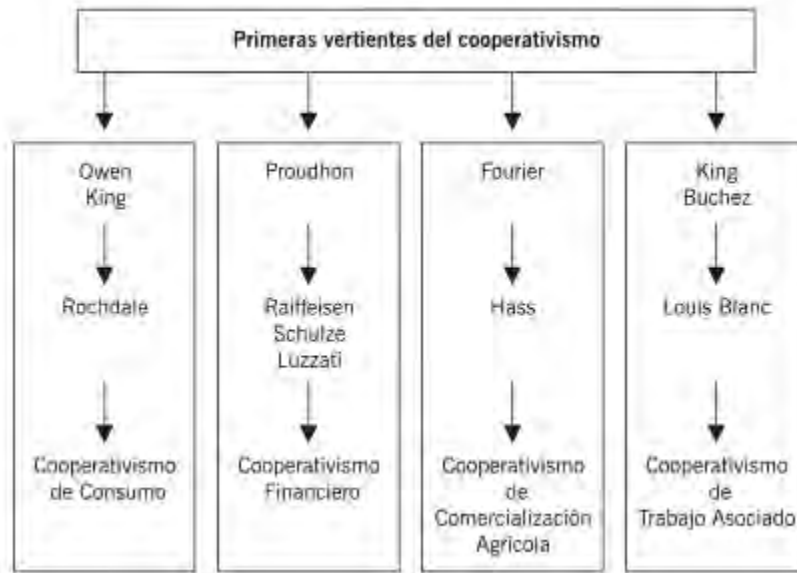 Primeras vertientes del cooperativismo
Owen
King
Rochdale
Cooperativismo
de Consumo
Proudhon
Raiffeisen
Schulze
Luzzati
Cooperativismo
Financiero
Fourier
Hass
Cooperativismo
de
Comercialización
Agrícola
King
Buchez
Louis Blanc
Cooperativismo
de
Trabajo Asociado